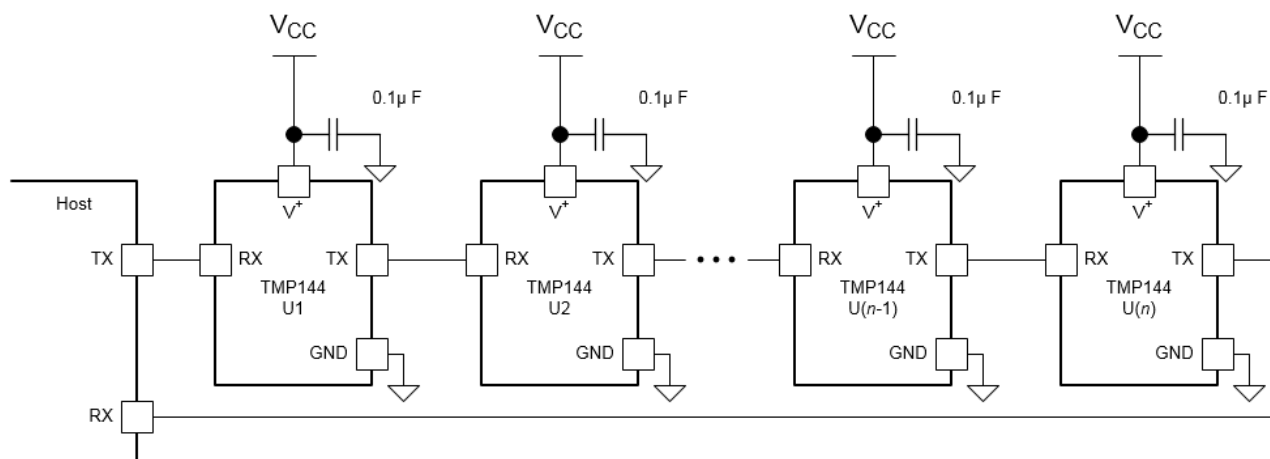 VCC VCC VCC VCC
0.1µ F 0.1µ F 0.1µ F 0.1µ F
Host V+ V+ V+ V+
TX RX TX RX TX ••• RX TX RX TX
TMP144 TMP144 TMP144 TMP144
U1 U2 U(n-1) U(n)
GND GND GND GND
RX